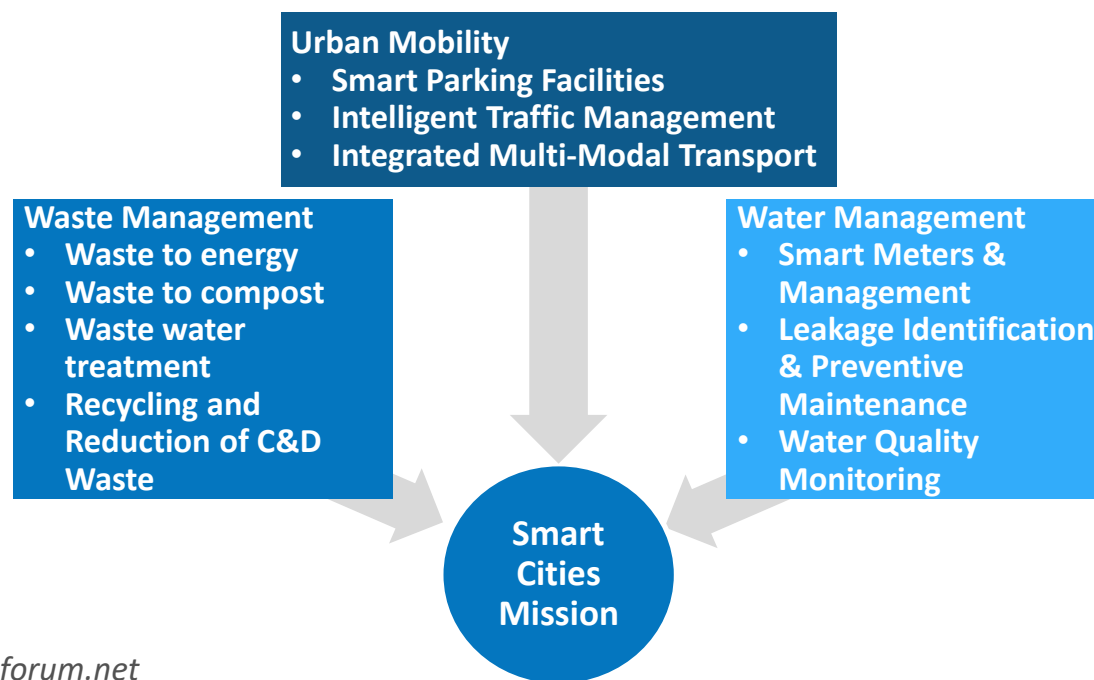 Urban Mobility
• Smart Parking Facilities
• Intelligent Traffic Management
• Integrated Multi-Modal Transport
Waste Management
• Waste to energy
• Waste to compost
• Waste water
treatment
• Recycling and
Reduction of C&D
Waste
Water Management
• Smart Meters &
Management
• Leakage Identification
& Preventive
Maintenance
• Water Quality
Monitoring
Smart
Cities
Mission
forum.net